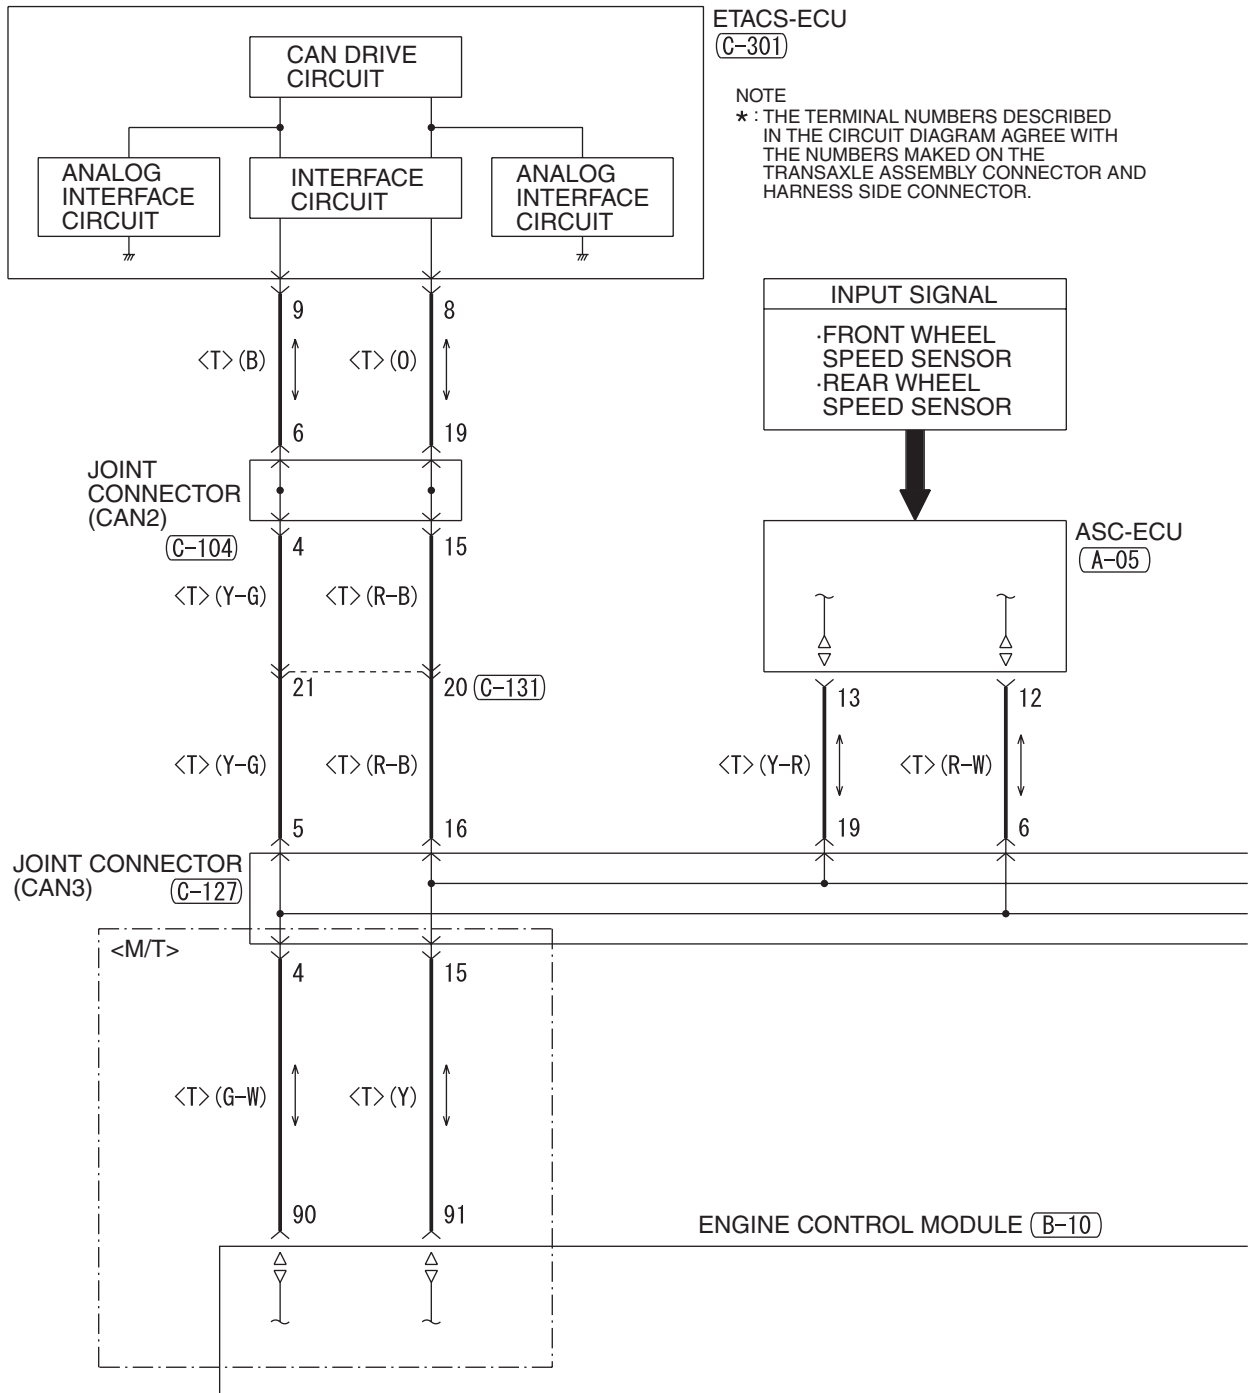 ETACS-ECU
C-301
CAN DRIVE
CIRCUIT
ANALOG
INTERFACE
CIRCUIT
INTERFACE
CIRCUIT
ANALOG
INTERFACE
CIRCUIT
NOTE
* : THE TERMINAL NUMBERS DESCRIBED
IN THE CIRCUIT DIAGRAM AGREE WITH
THE NUMBERS MAKED ON THE
TRANSAXLE ASSEMBLY CONNECTOR AND
HARNESS SIDE CONNECTOR.
9
8
<T>(B)
<T>(O)
6
19
JOINT
CONNECTOR
(CAN2)
C-104
4
15
<T>(Y-G)
<T>(R-B)
21
20
C-131
<T>(Y-G)
<T>(R-B)
5
16
INPUT SIGNAL
·FRONT WHEEL
SPEED SENSOR
·REAR WHEEL
SPEED SENSOR
ASC-ECU
A-05
13
12
<T>(Y-R)
<T>(R-W)
19
6
JOINT CONNECTOR
(CAN3)
C-127
<M/T>
4
15
<T>(G-W)
<T>(Y)
90
91
ENGINE CONTROL MODULE B-10